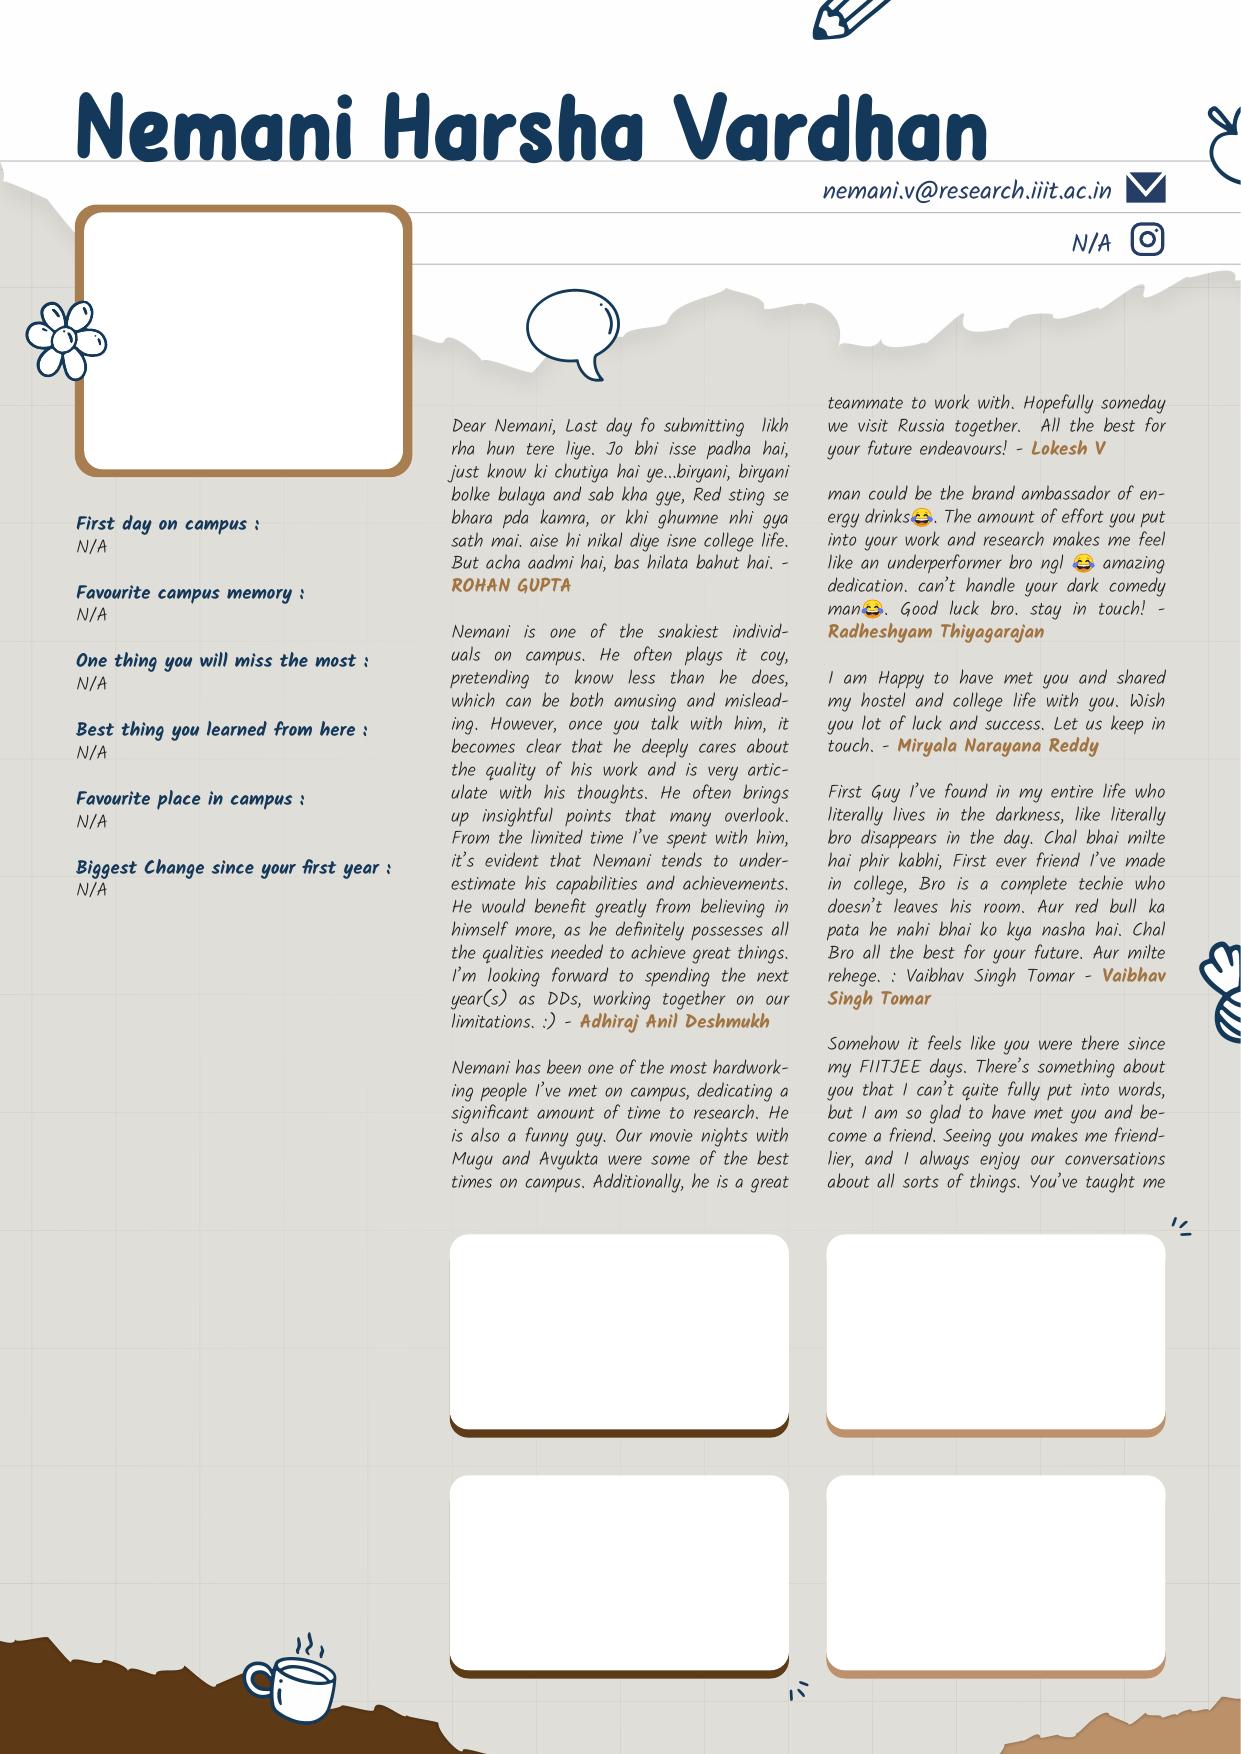 Nemani Harsha Vardhan
nemani.v@research.iiit.ac.in
N/A
First day on campus :
N/A
Favourite campus memory :
N/A
One thing you will miss the most :
N/A
Best thing you learned from here :
N/A
Favourite place in campus :
N/A
Biggest Change since your first year :
N/A
Dear Nemani, Last day fo submitting likh
rha hun tere liye. Jo bhi isse padha hai,
just know ki chutiya hai ye...biryani, biryani
bolke bulaya and sab kha gye, Red sting se
bhara pda kamra, or khi ghumne nhi gya
sath mai. aise hi nikal diye isne college life.
But acha aadmi hai, bas hilata bahut hai. -
ROHAN GUPTA
Nemani is one of the snakiest individ-
uals on campus. He often plays it coy,
pretending to know less than he does,
which can be both amusing and mislead-
ing. However, once you talk with him, it
becomes clear that he deeply cares about
the quality of his work and is very artic-
ulate with his thoughts. He often brings
up insightful points that many overlook.
From the limited time I've spent with him,
it's evident that Nemani tends to under-
estimate his capabilities and achievements.
He would benefit greatly from believing in
himself more, as he definitely possesses all
the qualities needed to achieve great things.
I'm looking forward to spending the next
year(s) as DDs, working together on our
limitations. :) - Adhiraj Anil Deshmukh
Nemani has been one of the most hardwork-
ing people I've met on campus, dedicating a
significant amount of time to research. He
is also a funny guy. Our movie nights with
Mugu and Avyukta were some of the best
times on campus. Additionally, he is a great
teammate to work with. Hopefully someday
we visit Russia together. All the best for
your future endeavours! - Lokesh V
man could be the brand ambassador of en-
ergy drinks😂. The amount of effort you put
into your work and research makes me feel
like an underperformer bro ngl 😂 amazing
dedication. can't handle your dark comedy
man😂. Good luck bro. stay in touch! -
Radheshyam Thiyagarajan
I am Happy to have met you and shared
my hostel and college life with you. Wish
you lot of luck and success. Let us keep in
touch. - Miryala Narayana Reddy
First Guy I've found in my entire life who
literally lives in the darkness, like literally
bro disappears in the day. Chal bhai milte
hai phir kabhi, First ever friend I've made
in college, Bro is a complete techie who
doesn't leaves his room. Aur red bull ka
pata he nahi bhai ko kya nasha hai. Chal
Bro all the best for your future. Aur milte
rehege. : Vaibhav Singh Tomar - Vaibhav
Singh Tomar
Somehow it feels like you were there since
my FIITJEE days. There's something about
you that I can't quite fully put into words,
but I am so glad to have met you and be-
come a friend. Seeing you makes me friend-
lier, and I always enjoy our conversations
about all sorts of things. You've taught me